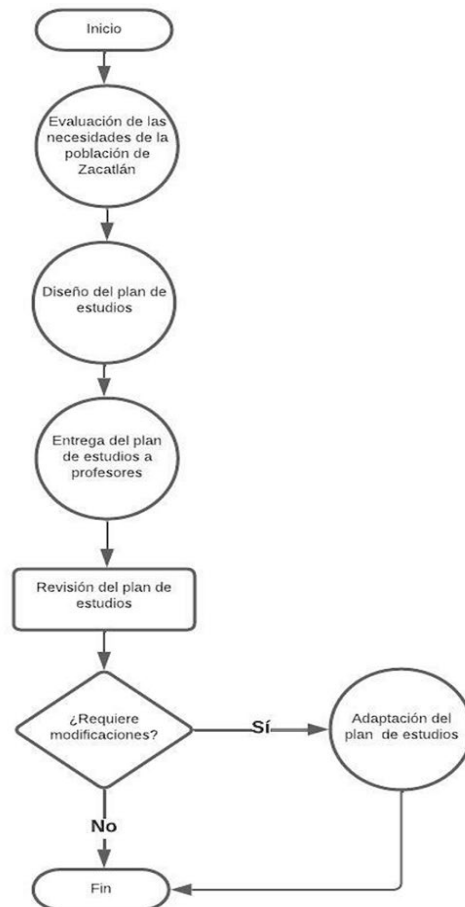 Inicio
Evaluación de las
necesidades de la
población de
Zacatlán
Diseño del plan de
estudios
Entrega del plan
de estudios a
profesores
Revisión del plan de
estudios
¿Requiere
modificaciones?
Sí
Adaptación del
plan de estudios
No
Fin